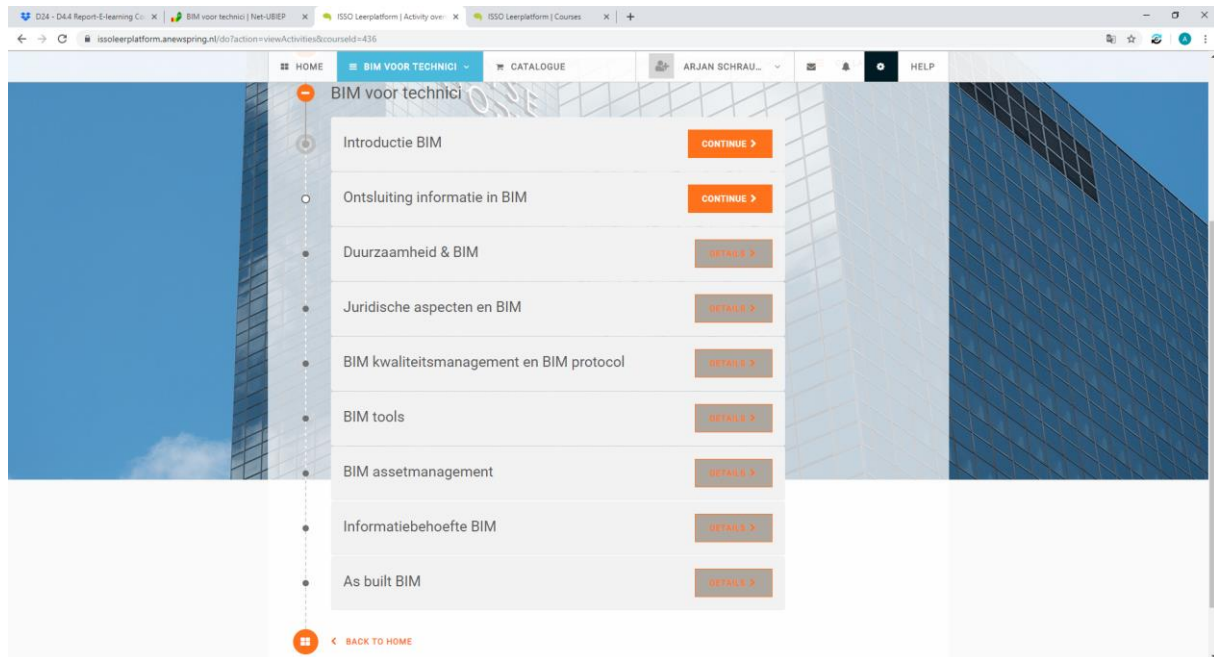 D24 - D4.4 Report-E-learning Co
BIM voor technici | Net-UBIEP
ISSO Leerplatform | Activity over
ISSO Leerplatform | Courses
issoleerplatform.anewspring.nl/do?action=viewActivities&courseId=436
HOME
BIM VOOR TECHNICI
CATALOGUE
ARJAN SCHRAU...
HELP
BIM voor technici
Introductie BIM
CONTINUE >
Ontsluiting informatie in BIM
CONTINUE >
Duurzaamheid & BIM
DETAILS >
Juridische aspecten en BIM
DETAILS >
BIM kwaliteitsmanagement en BIM protocol
DETAILS >
BIM tools
DETAILS >
BIM assetmanagement
DETAILS >
Informatiebehoefte BIM
DETAILS >
As built BIM
DETAILS >
< BACK TO HOME